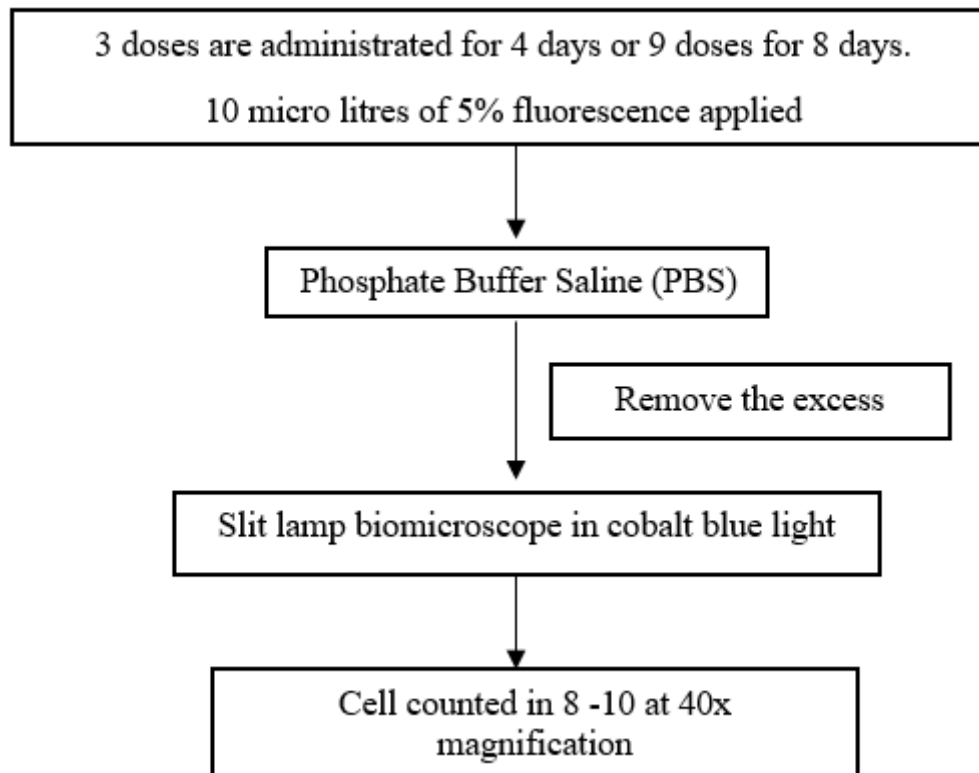 3 doses are administrated for 4 days or 9 doses for 8 days.
10 micro litres of 5% fluorescence applied
Phosphate Buffer Saline (PBS)
Remove the excess
Slit lamp biomicroscope in cobalt blue light
Cell counted in 8 -10 at 40x
magnification